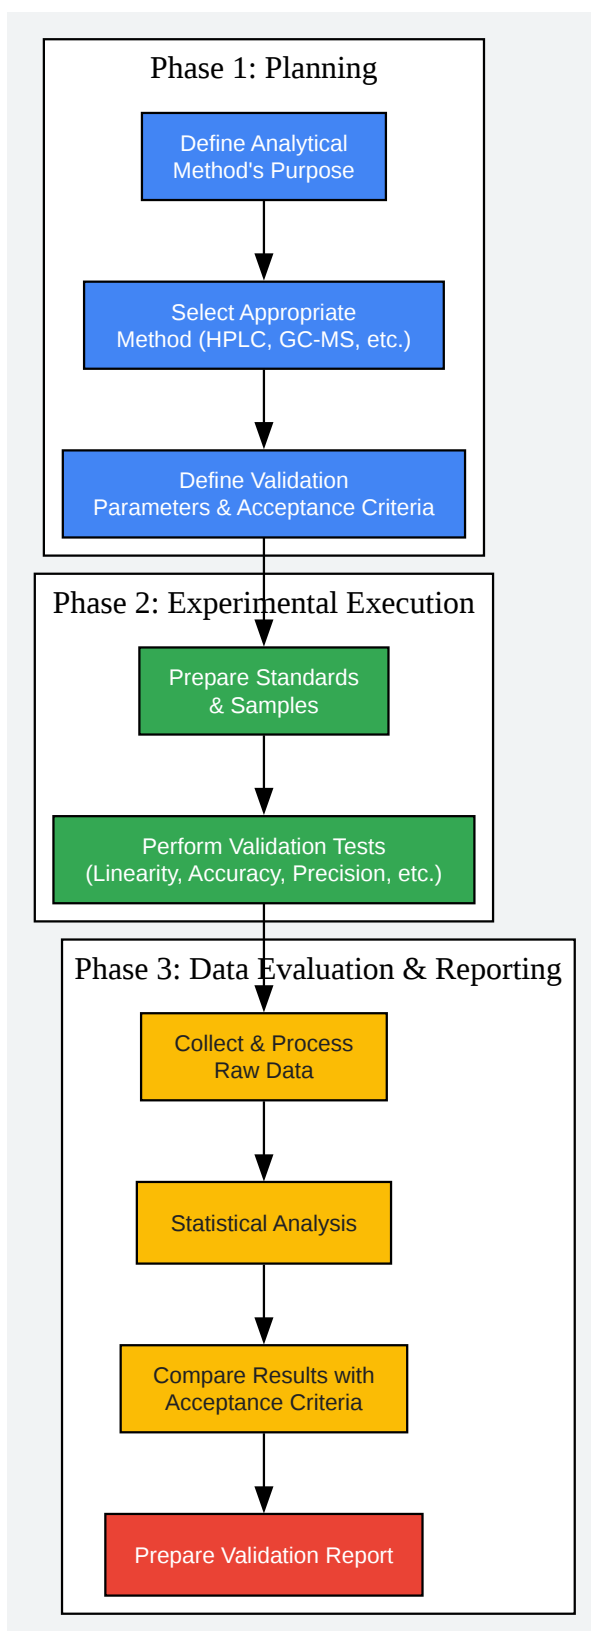 Phase 1: Planning
Define Analytical
Method's Purpose
Select Appropriate
Method (HPLC, GC-MS, etc.)
Define Validation
Parameters & Acceptance Criteria
Phase 2: Experimental Execution
Prepare Standards
& Samples
Perform Validation Tests
(Linearity, Accuracy, Precision, etc.)
Phase 3: Data Evaluation & Reporting
Collect & Process
Raw Data
Statistical Analysis
Compare Results with
Acceptance Criteria
Prepare Validation Report